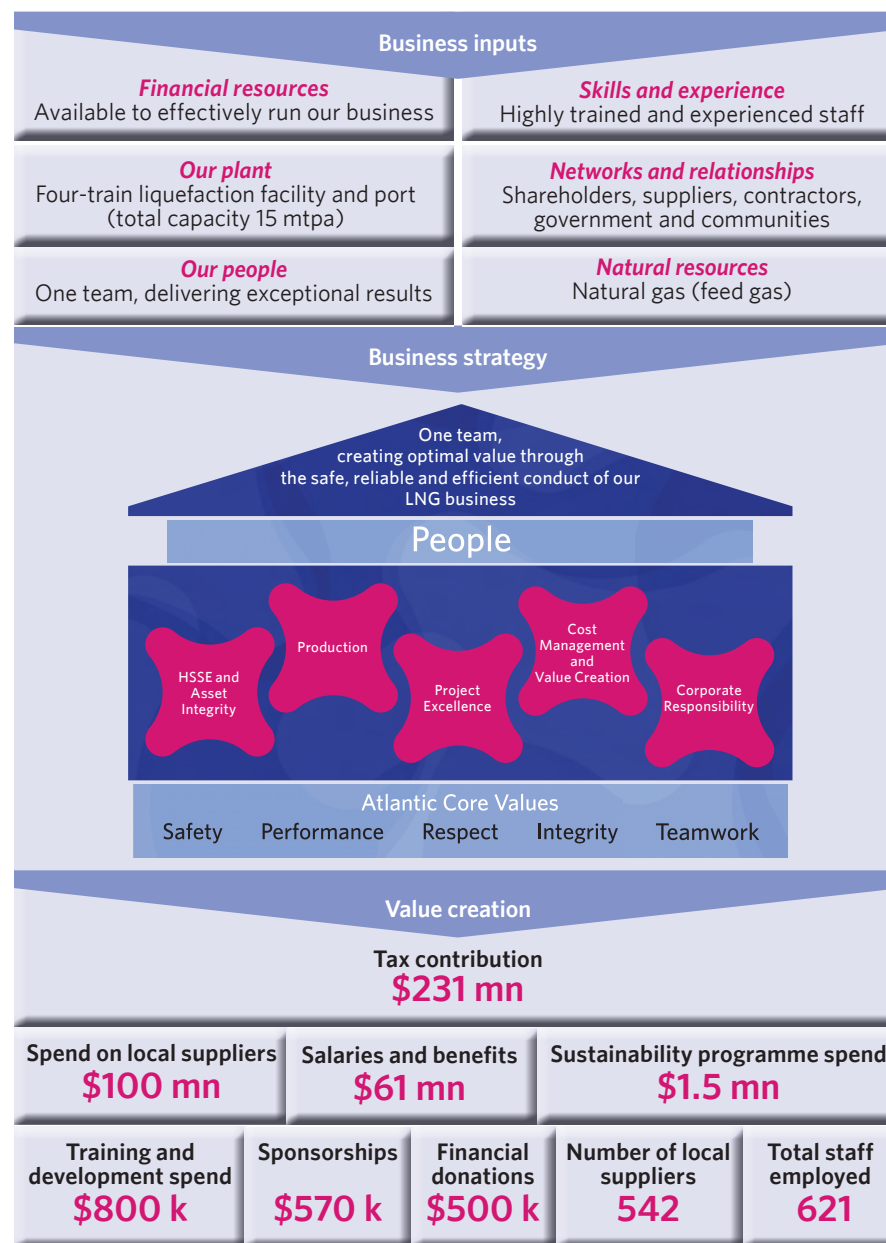 Business inputs
Financial resources
Available to effectively run our business
Skills and experience
Highly trained and experienced staff
Our plant
Four-train liquefaction facility and port
(total capacity 15 mtpa)
Networks and relationships
Shareholders, suppliers, contractors,
government and communities
Our people
One team, delivering exceptional results
Natural resources
Natural gas (feed gas)
Business strategy
One team,
creating optimal value through
the safe, reliable and efficient conduct of our
LNG business
People
HSSE and
Asset
Integrity
Production
Project
Excellence
Cost
Management
and
Value Creation
Corporate
Responsibility
Atlantic Core Values
Safety Performance Respect Integrity Teamwork
Value creation
Tax contribution
$231 mn
Spend on local suppliers
$100 mn
Salaries and benefits
$61 mn
Sustainability programme spend
$1.5 mn
Training and
development spend
$800 k
Sponsorships
$570 k
Financial
donations
$500 k
Number of local
suppliers
542
Total staff
employed
621